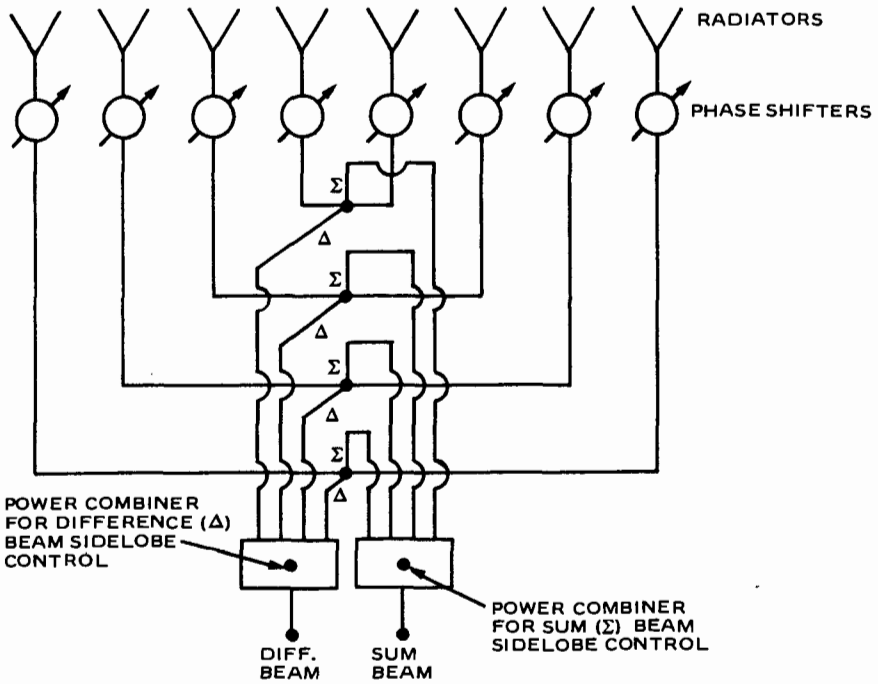 RADIATORS
PHASE SHIFTERS
Σ
Δ
Σ
Δ
Σ
Δ
Σ
Δ
POWER COMBINER
FOR DIFFERENCE (Δ)
BEAM SIDELOBE
CONTROL
POWER COMBINER
FOR SUM (Σ) BEAM
SIDELOBE CONTROL
DIFF.
BEAM
SUM
BEAM